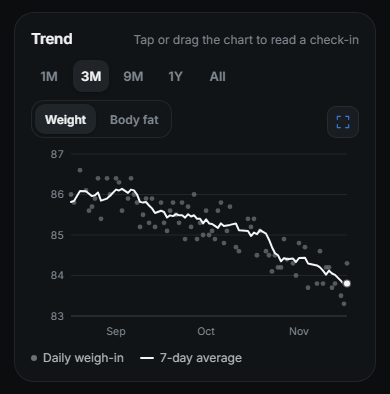 Trend Tap or drag the chart to read a check-in
1M 3M 9M 1Y All
Weight Body fat
87
86
85
84
83
Sep Oct Nov
Daily weigh-in 7-day average